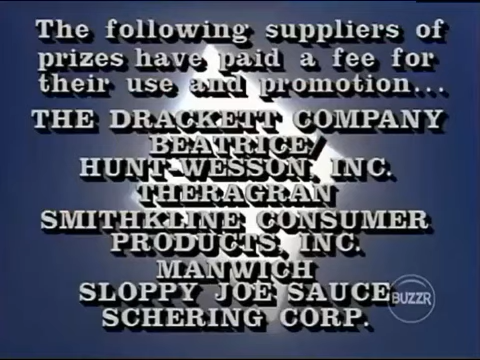 The following suppliers of
prizes have paid a fee for
their use and promotion...
THE DRACKETT COMPANY
BEATRICE/
HUNT-WESSON, INC.
THERAGRAN
SMITHKLINE CONSUMER
PRODUCTS, INC.
MANWICH
SLOPPY JOE SAUCE
BUZZR
SCHERING CORP.